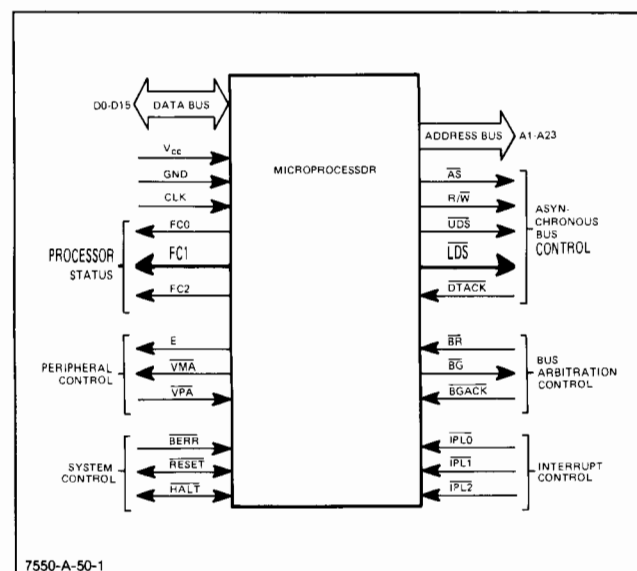 D0-D15 DATA BUS
ADDRESS BUS A1-A23
MICROPROCESSDR
VCC
GND
CLK
FC0
FC1
FC2
PROCESSOR
STATUS
E
VMA
VPA
PERIPHERAL
CONTROL
BERR
RESET
HALT
SYSTEM
CONTROL
AS
R/W
UDS
LDS
DTACK
ASYN-
CHRONOUS
BUS
CONTROL
BR
BG
BGACK
BUS
ARBITRATION
CONTROL
IPL0
IPL1
IPL2
INTERRUPT
CONTROL
7550-A-50-1